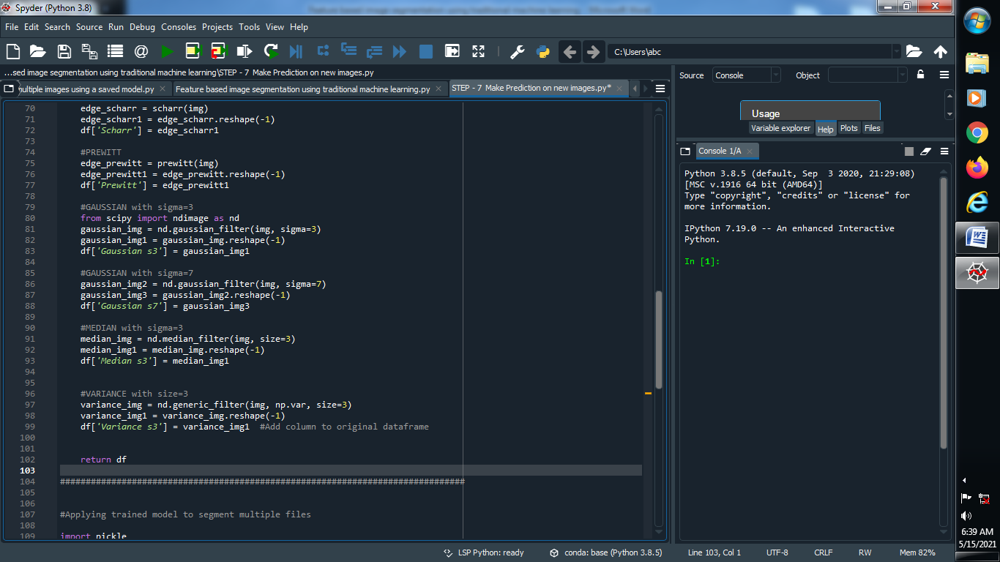 Spyder (Python 3.8)
File Edit Search Source Run Debug Consoles Projects Tools View Help
C:\Users\abc
...sed image segmentation using traditional machine learning\STEP - 7 Make Prediction on new images.py
ultiple images using a saved model.py
Feature based image segmentation using traditional machine learning.py
STEP - 7 Make Prediction on new images.py*
70 edge_scharr = scharr(img)
71 edge_scharr1 = edge_scharr.reshape(-1)
72 df['Scharr'] = edge_scharr1
73
74 #PREWITT
75 edge_prewitt = prewitt(img)
76 edge_prewitt1 = edge_prewitt.reshape(-1)
77 df['Prewitt'] = edge_prewitt1
78
79 #GAUSSIAN with sigma=3
80 from scipy import ndimage as nd
81 gaussian_img = nd.gaussian_filter(img, sigma=3)
82 gaussian_img1 = gaussian_img.reshape(-1)
83 df['Gaussian s3'] = gaussian_img1
84
85 #GAUSSIAN with sigma=7
86 gaussian_img2 = nd.gaussian_filter(img, sigma=7)
87 gaussian_img3 = gaussian_img2.reshape(-1)
88 df['Gaussian s7'] = gaussian_img3
89
90 #MEDIAN with sigma=3
91 median_img = nd.median_filter(img, size=3)
92 median_img1 = median_img.reshape(-1)
93 df['Median s3'] = median_img1
94
95
96 #VARIANCE with size=3
97 variance_img = nd.generic_filter(img, np.var, size=3)
98 variance_img1 = variance_img.reshape(-1)
99 df['Variance s3'] = variance_img1 #Add column to original dataframe
100
101
102 return df
103
104 ###############################################################################
105
106
107 #Applying trained model to segment multiple files
108
109 import pickle
Source Console Object
Usage
Variable explorer Help Plots Files
Console 1/A
Python 3.8.5 (default, Sep 3 2020, 21:29:08)
[MSC v.1916 64 bit (AMD64)]
Type "copyright", "credits" or "license" for
more information.
IPython 7.19.0 -- An enhanced Interactive
Python.
In [1]:
LSP Python: ready conda: base (Python 3.8.5) Line 103, Col 1 UTF-8 CRLF RW Mem 82%
6:39 AM
5/15/2021